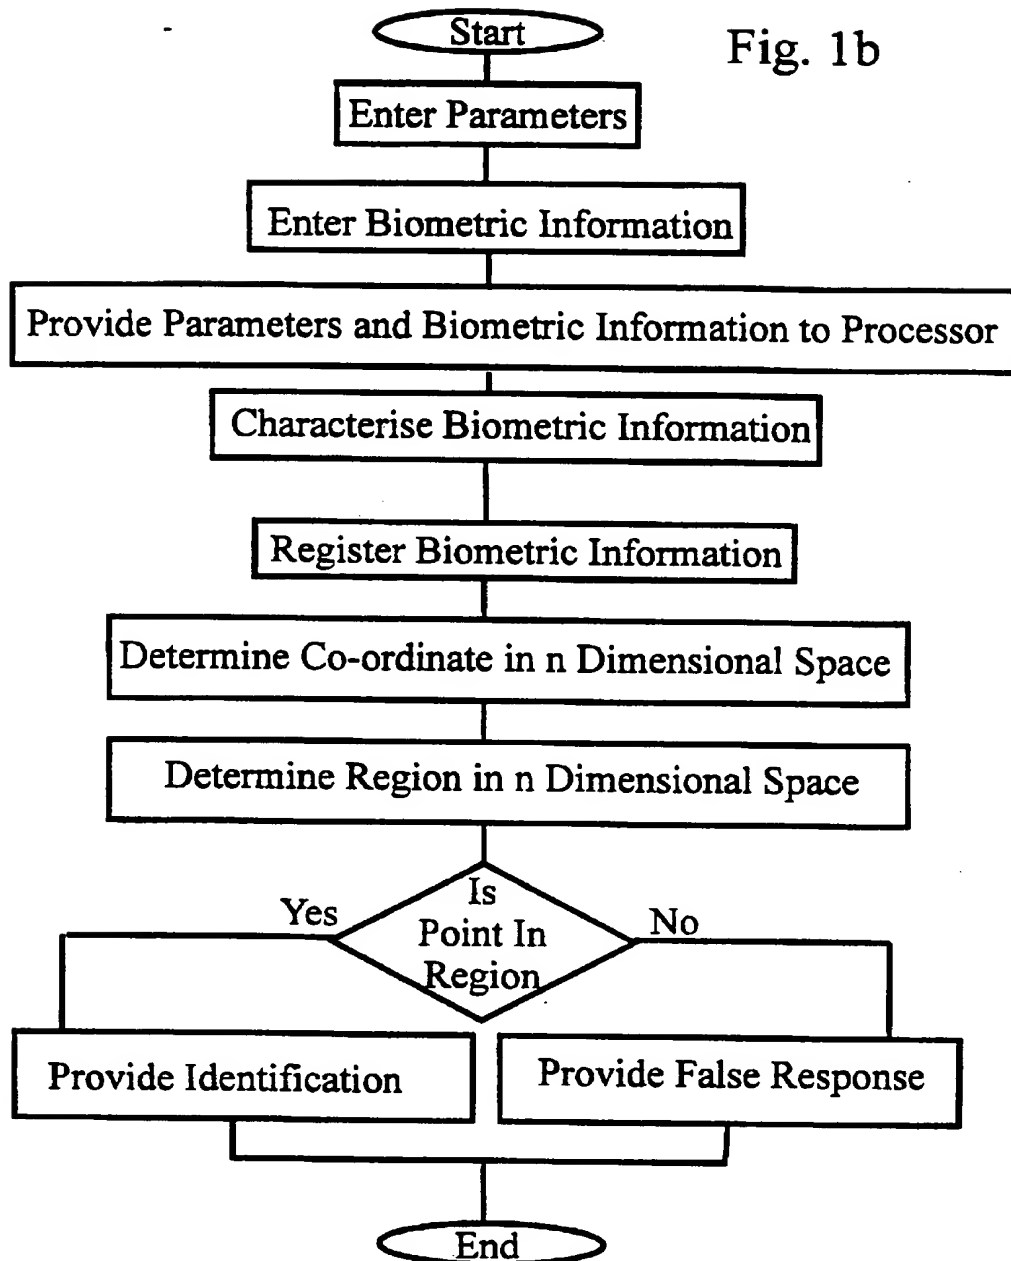 Start
Fig. 1b
Enter Parameters
Enter Biometric Information
Provide Parameters and Biometric Information to Processor
Characterise Biometric Information
Register Biometric Information
Determine Co-ordinate in n Dimensional Space
Determine Region in n Dimensional Space
Is
Point In
Region
Yes
No
Provide Identification
Provide False Response
End